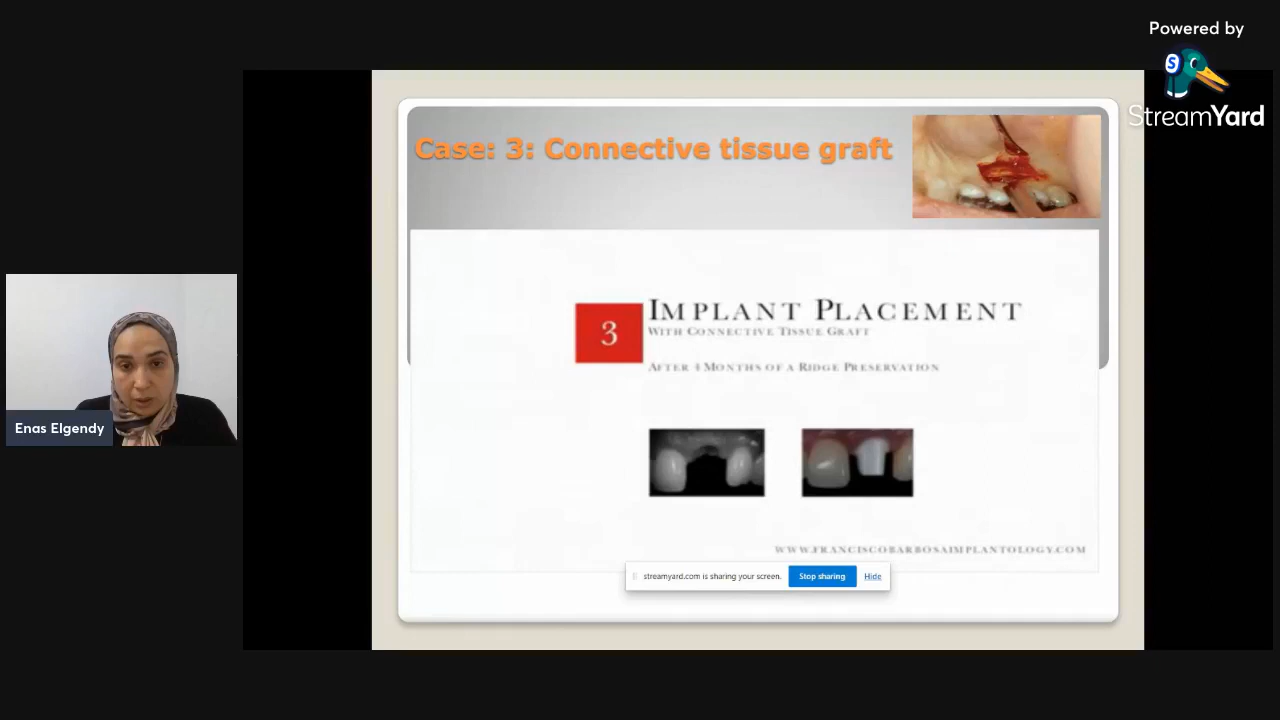 Powered by
StreamYard
Case: 3: Connective tissue graft
3
IMPLANT PLACEMENT
WITH CONNECTIVE TISSUE GRAFT
AFTER MONTHS OF A RIDGE PRESERVATION
WWW.FRANCISCOBARBOSAIMPLANTOLOGY.COM
streamyard.com is sharing your screen.
Stop sharing
Hide
Enas Elgendy